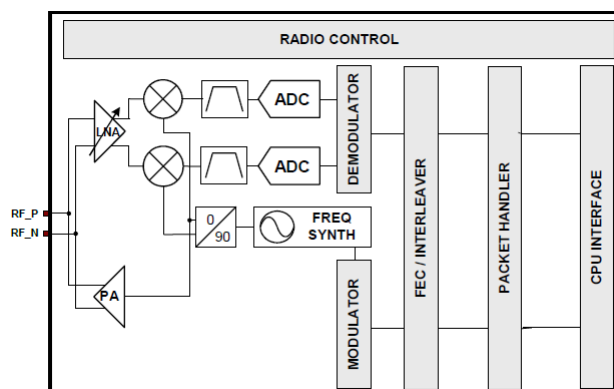 RADIO CONTROL
LNA
ADC
ADC
DEMODULATOR
FEC / INTERLEAVER
PACKET HANDLER
CPU INTERFACE
RF_P
RF_N
0
90
FREQ
SYNTH
PA
MODULATOR